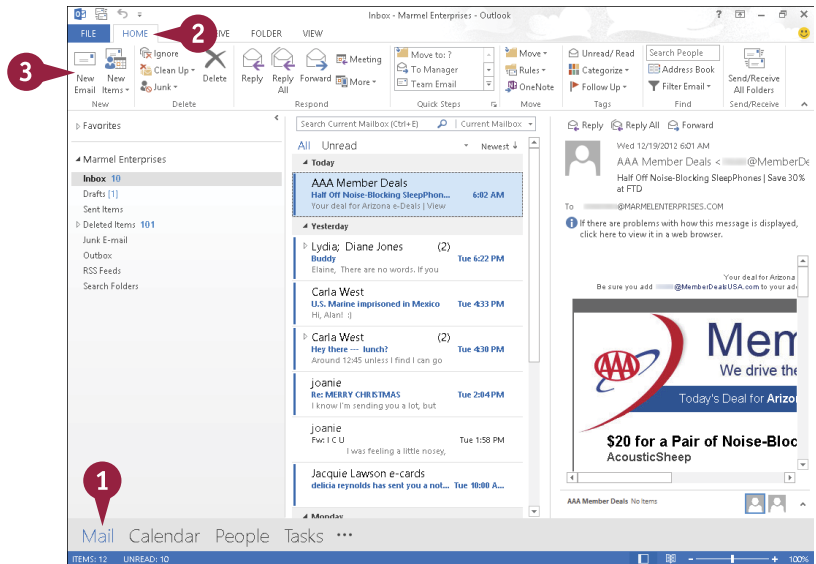 Inbox - Marmel Enterprises - Outlook
FILE HOME FOLDER VIEW
2
3
Ignore
Clean Up
Junk
New Email
New Items
Delete
Reply
Reply All
Forward
Meeting
More
Move to: ?
To Manager
Team Email
Move
Rules
OneNote
Unread/ Read
Categorize
Follow Up
Search People
Address Book
Filter Email
Send/Receive All Folders
New Delete Respond Quick Steps Move Tags Find Send/Receive
Favorites
Marmel Enterprises
Inbox 10
Drafts [1]
Sent Items
Deleted Items 101
Junk E-mail
Outbox
RSS Feeds
Search Folders
Search Current Mailbox (Ctrl+E) Current Mailbox
All Unread Newest
Today
AAA Member Deals
Half Off Noise-Blocking SleepPhon... 6:02 AM
Your deal for Arizona e-Deals | View
Yesterday
Lydia; Diane Jones (2)
Buddy Tue 6:22 PM
Elaine, There are no words. If you
Carla West
U.S. Marine imprisoned in Mexico Tue 4:33 PM
Hi, Alan! :)
Carla West (2)
Hey there --- lunch? Tue 4:30 PM
Around 12:45 unless I find I can go
joanie
Re: MERRY CHRISTMAS Tue 2:04 PM
I know I'm sending you a lot, but
joanie
Fw: I C U Tue 1:58 PM
I was feeling a little nosey,
Jacquie Lawson e-cards
delicia reynolds has sent you a not... Tue 10:00 A...
Monday
Reply Reply All Forward
Wed 12/19/2012 6:01 AM
AAA Member Deals < @MemberDe
Half Off Noise-Blocking SleepPhones | Save 30%
at FTD
To @MARMELENTERPRISES.COM
If there are problems with how this message is displayed,
click here to view it in a web browser.
Your deal for Arizona
Be sure you add @MemberDealsUSA.com to your add
AAA
Mem
We drive the
Today's Deal for Arizo
$20 for a Pair of Noise-Bloc
AcousticSheep
AAA Member Deals No Items
1
Mail Calendar People Tasks •••
ITEMS: 12 UNREAD: 10 100%